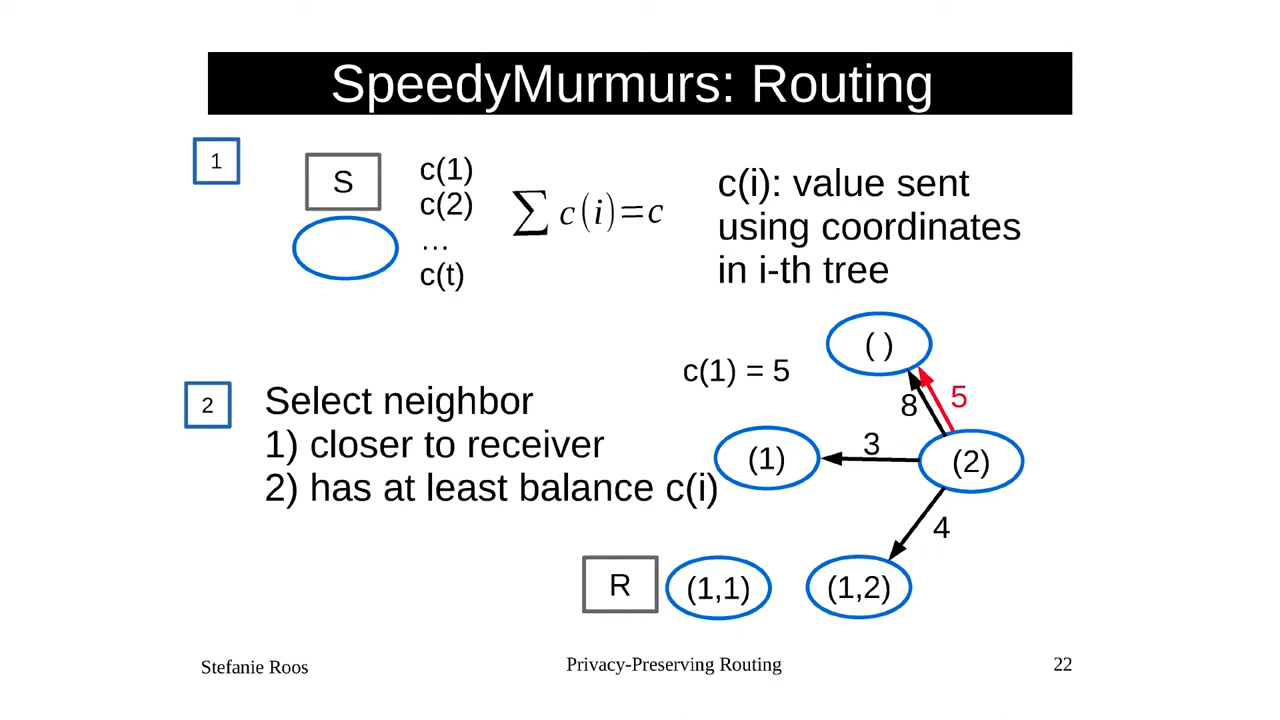 SpeedyMurmurs: Routing
1
S
c(1)
c(2)
...
c(t)
∑ c(i)=c
c(i): value sent
using coordinates
in i-th tree
2
Select neighbor
1) closer to receiver
2) has at least balance c(i)
c(1) = 5
( )
8
5
(1)
3
(2)
4
R
(1,1)
(1,2)
Stefanie Roos
Privacy-Preserving Routing
22